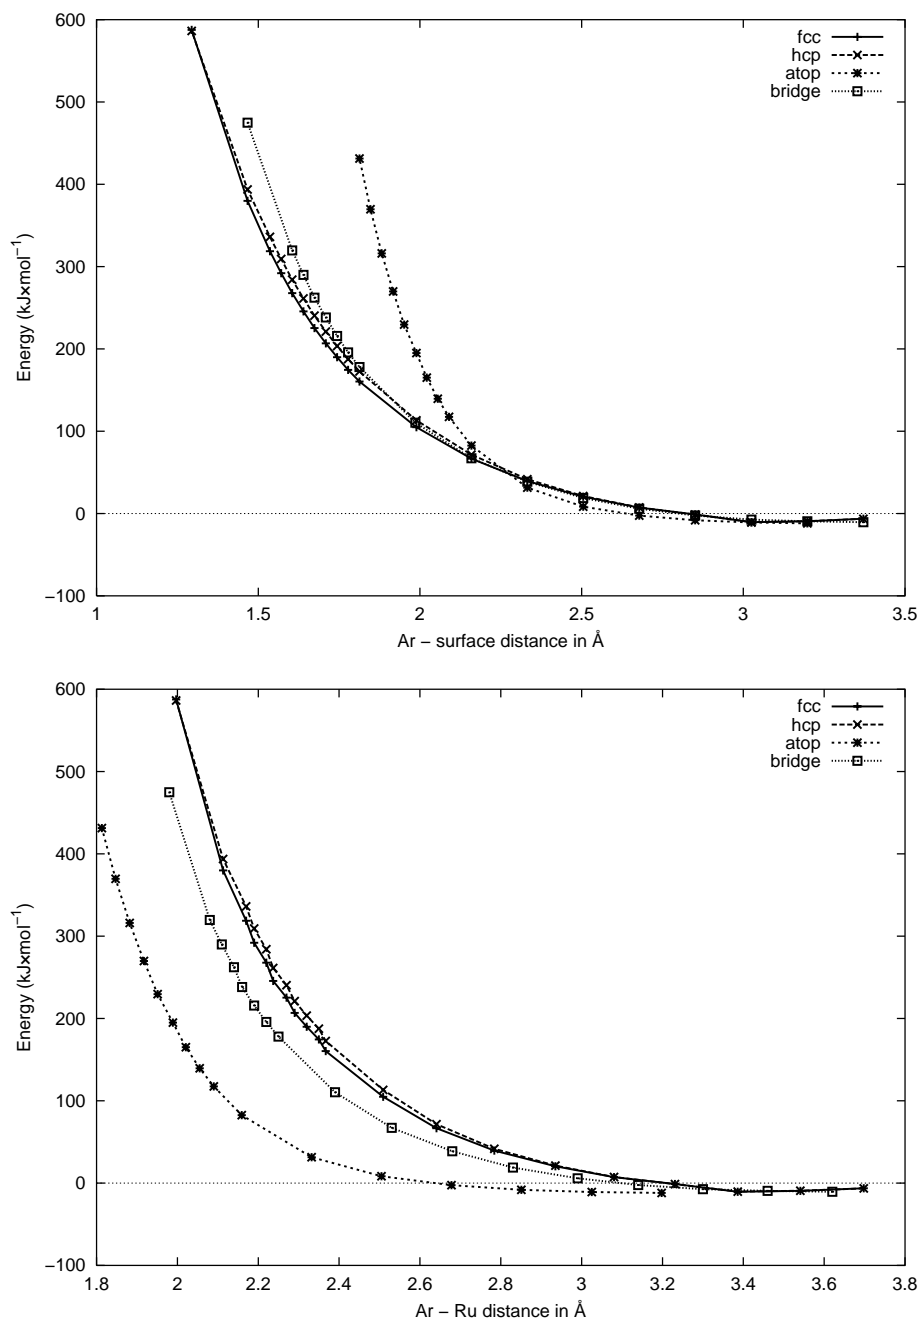 600
500
400
300
200
100
0
−100
1
1.5
2
2.5
3
3.5
Energy (kJ×mol⁻¹)
Ar − surface distance in Å
fcc
hcp
atop
bridge
600
500
400
300
200
100
0
−100
1.8
2
2.2
2.4
2.6
2.8
3
3.2
3.4
3.6
3.8
Energy (kJ×mol⁻¹)
Ar − Ru distance in Å
fcc
hcp
atop
bridge